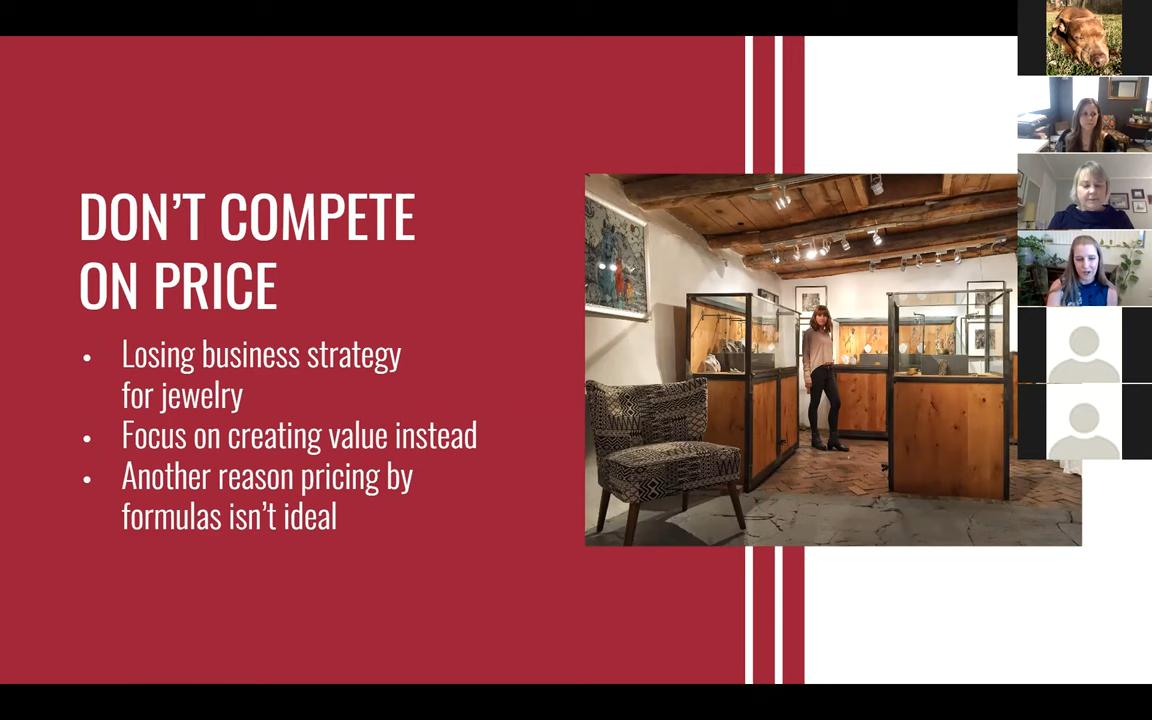 DON’T COMPETE
ON PRICE
• Losing business strategy
for jewelry
• Focus on creating value instead
• Another reason pricing by
formulas isn’t ideal